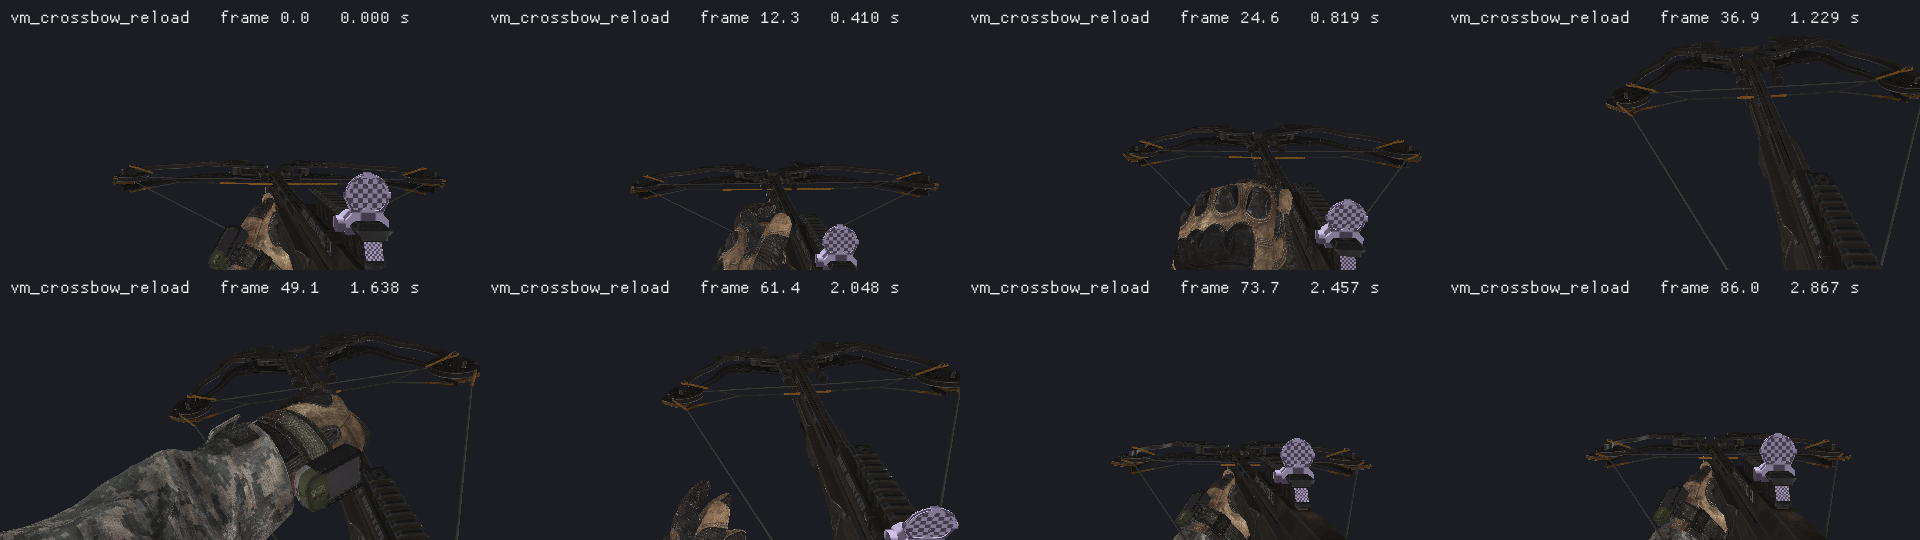 vm_crossbow_reload frame 0.0 0.000 s
vm_crossbow_reload frame 12.3 0.410 s
vm_crossbow_reload frame 24.6 0.819 s
vm_crossbow_reload frame 36.9 1.229 s
vm_crossbow_reload frame 49.1 1.638 s
vm_crossbow_reload frame 61.4 2.048 s
vm_crossbow_reload frame 73.7 2.457 s
vm_crossbow_reload frame 86.0 2.867 s